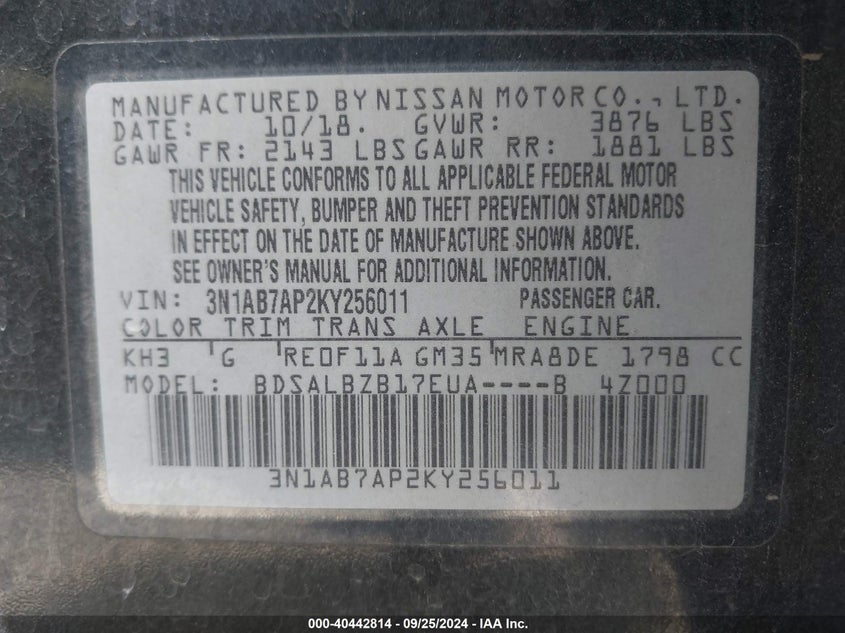 MANUFACTURED BY NISSAN MOTOR CO., LTD.
DATE: 10/18. GVWR: 3876 LBS
GAWR FR: 2143 LBS GAWR RR: 1881 LBS
THIS VEHICLE CONFORMS TO ALL APPLICABLE FEDERAL MOTOR
VEHICLE SAFETY, BUMPER AND THEFT PREVENTION STANDARDS
IN EFFECT ON THE DATE OF MANUFACTURE SHOWN ABOVE.
SEE OWNER'S MANUAL FOR ADDITIONAL INFORMATION.
VIN: 3N1AB7AP2KY256011 PASSENGER CAR.
COLOR TRIM TRANS AXLE ENGINE
KH3 'G 'RE0F11A GM35'MRA8DE 1798 CC
MODEL: BDSALBZB17EUA----B 4Z000
3N1AB7AP2KY256011
000-40442814 - 09/25/2024 - IAA Inc.